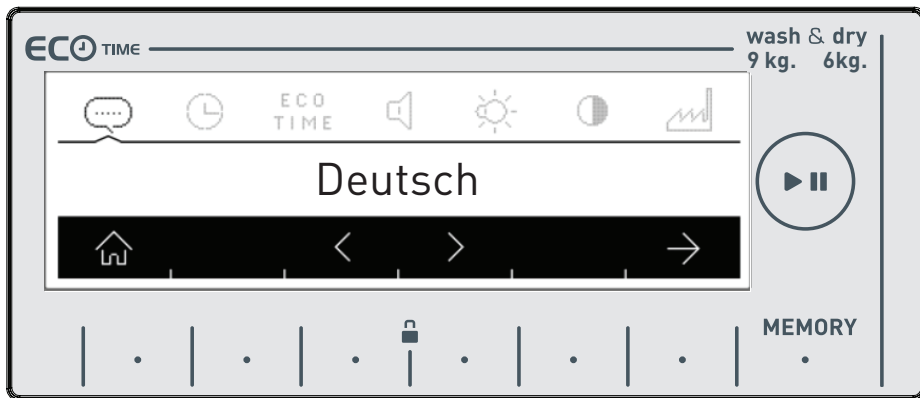 ECO TIME
wash & dry
9 kg. 6kg.
ECO
TIME
Deutsch
MEMORY